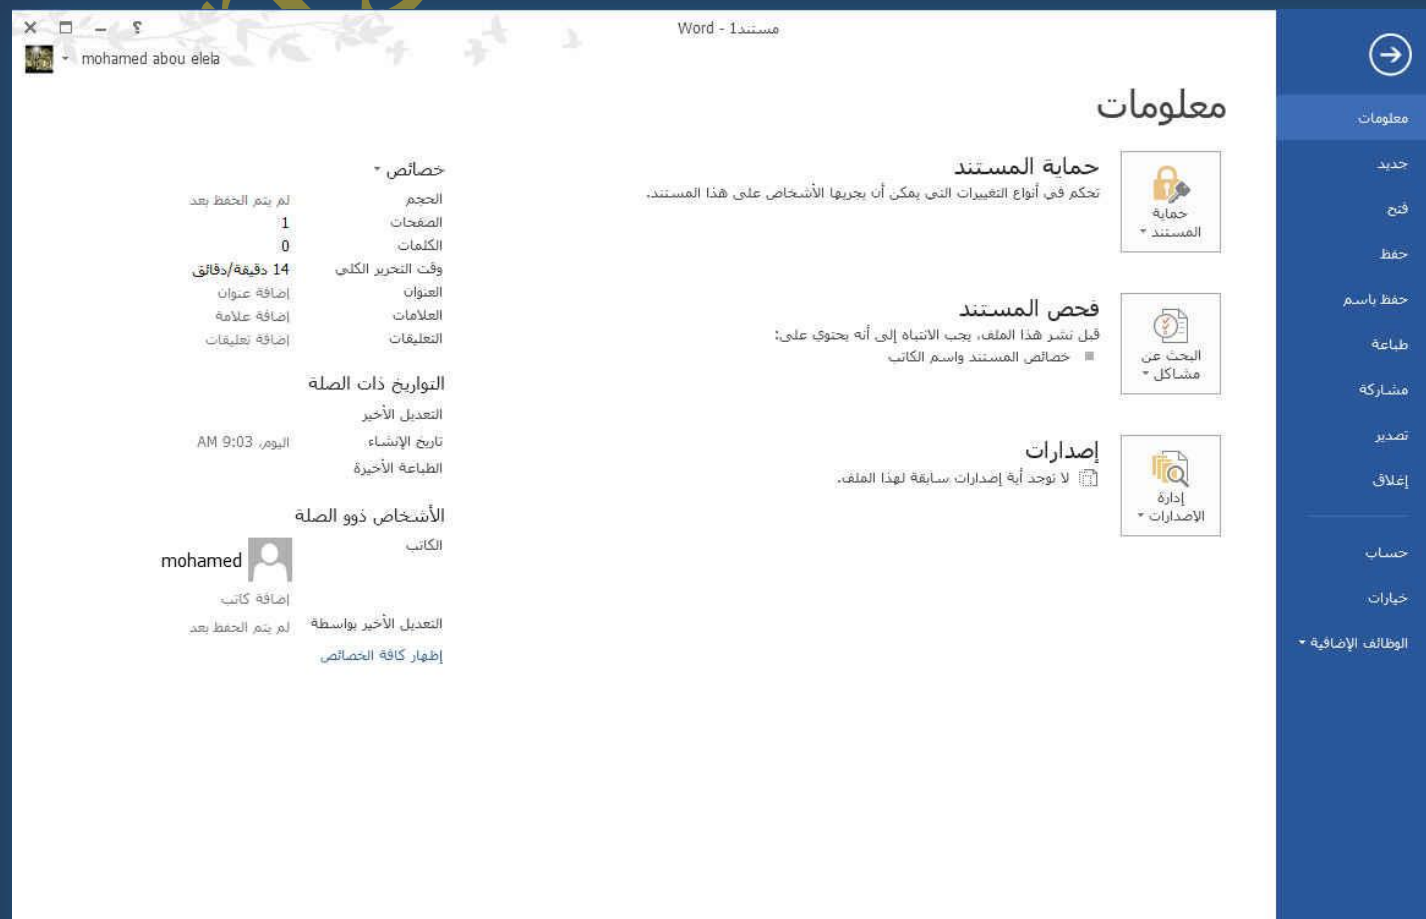 مستند1 - Word
؟
mohamed abou elela
معلومات
جديد
فتح
حفظ
حفظ باسم
طباعة
مشاركة
تصدير
إغلاق
حساب
خيارات
الوظائف الإضافية
معلومات
حماية المستند
حماية المستند
تحكم في أنواع التغييرات التي يمكن أن يجريها الأشخاص على هذا المستند.
البحث عن
مشاكل
فحص المستند
قبل نشر هذا الملف، يجب الانتباه إلى أنه يحتوي على:
خصائص المستند واسم الكاتب
إدارة
الإصدارات
إصدارات
لا توجد أية إصدارات سابقة لهذا الملف.
خصائص
الحجم لم يتم الحفظ بعد
الصفحات 1
الكلمات 0
وقت التحرير الكلي 14 دقيقة/دقائق
العنوان إضافة عنوان
العلامات إضافة علامة
التعليقات إضافة تعليقات
التواريخ ذات الصلة
التعديل الأخير
تاريخ الإنشاء اليوم، 9:03 AM
الطباعة الأخيرة
الأشخاص ذوو الصلة
الكاتب mohamed
إضافة كاتب
التعديل الأخير بواسطة لم يتم الحفظ بعد
إظهار كافة الخصائص